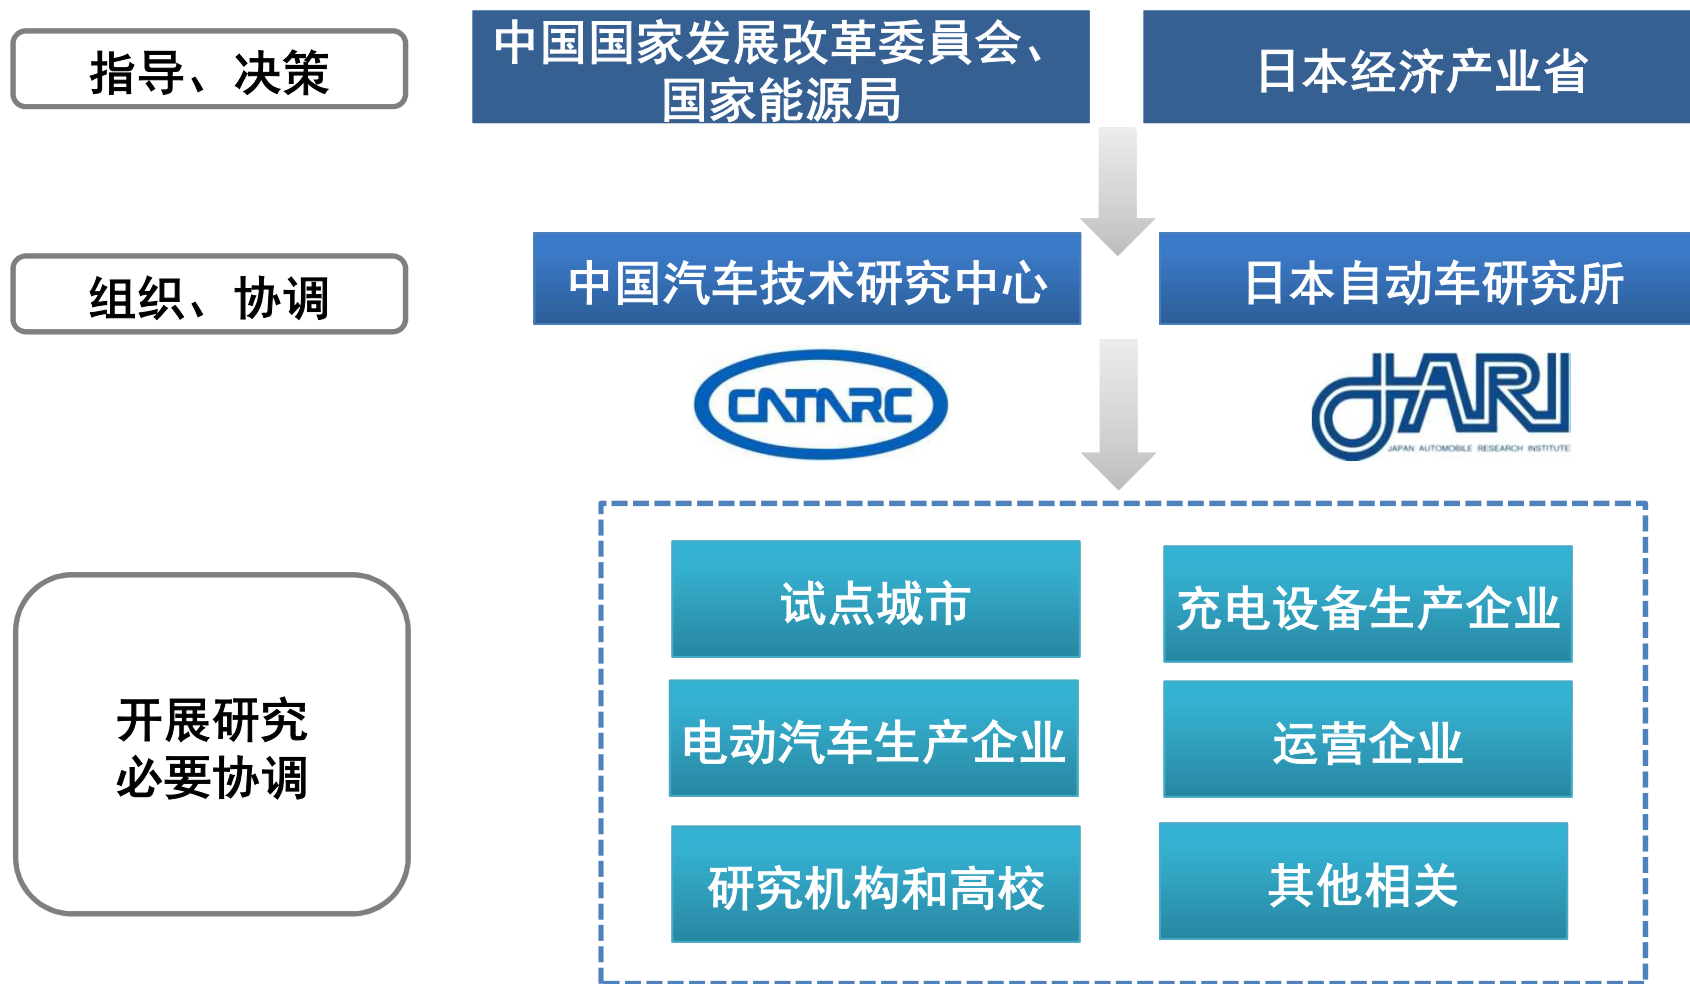 指导、决策
中国国家发展改革委員会、
国家能源局
日本经济产业省
组织、协调
中国汽车技术研究中心
日本自动车研究所
CATARC
JARI
JAPAN AUTOMOBILE RESEARCH INSTITUTE
开展研究
必要协调
试点城市
充电设备生产企业
电动汽车生产企业
运营企业
研究机构和高校
其他相关